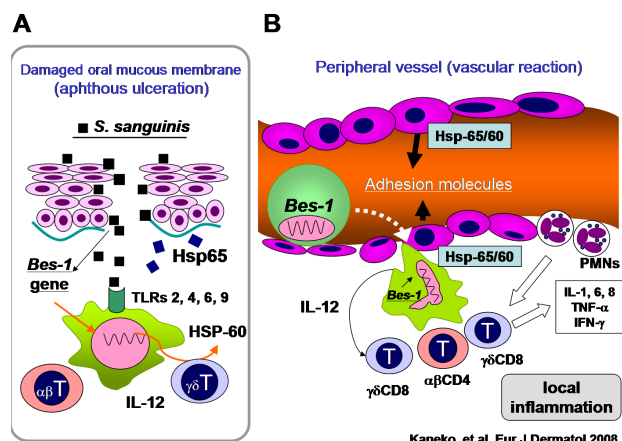 A
Damaged oral mucous membrane
(aphthous ulceration)
S. sanguinis
Hsp65
Bes-1
gene
TLRs 2, 4, 6, 9
HSP-60
αβT
γδT
IL-12
B
Peripheral vessel (vascular reaction)
Hsp-65/60
Adhesion molecules
Bes-1
Hsp-65/60
PMNs
Bes-1
IL-12
IL-1, 6, 8
TNF-α
IFN-γ
T
T
T
γδCD8
αβCD4
γδCD8
local
inflammation
Kaneko, et al. Eur J Dermatol 2008